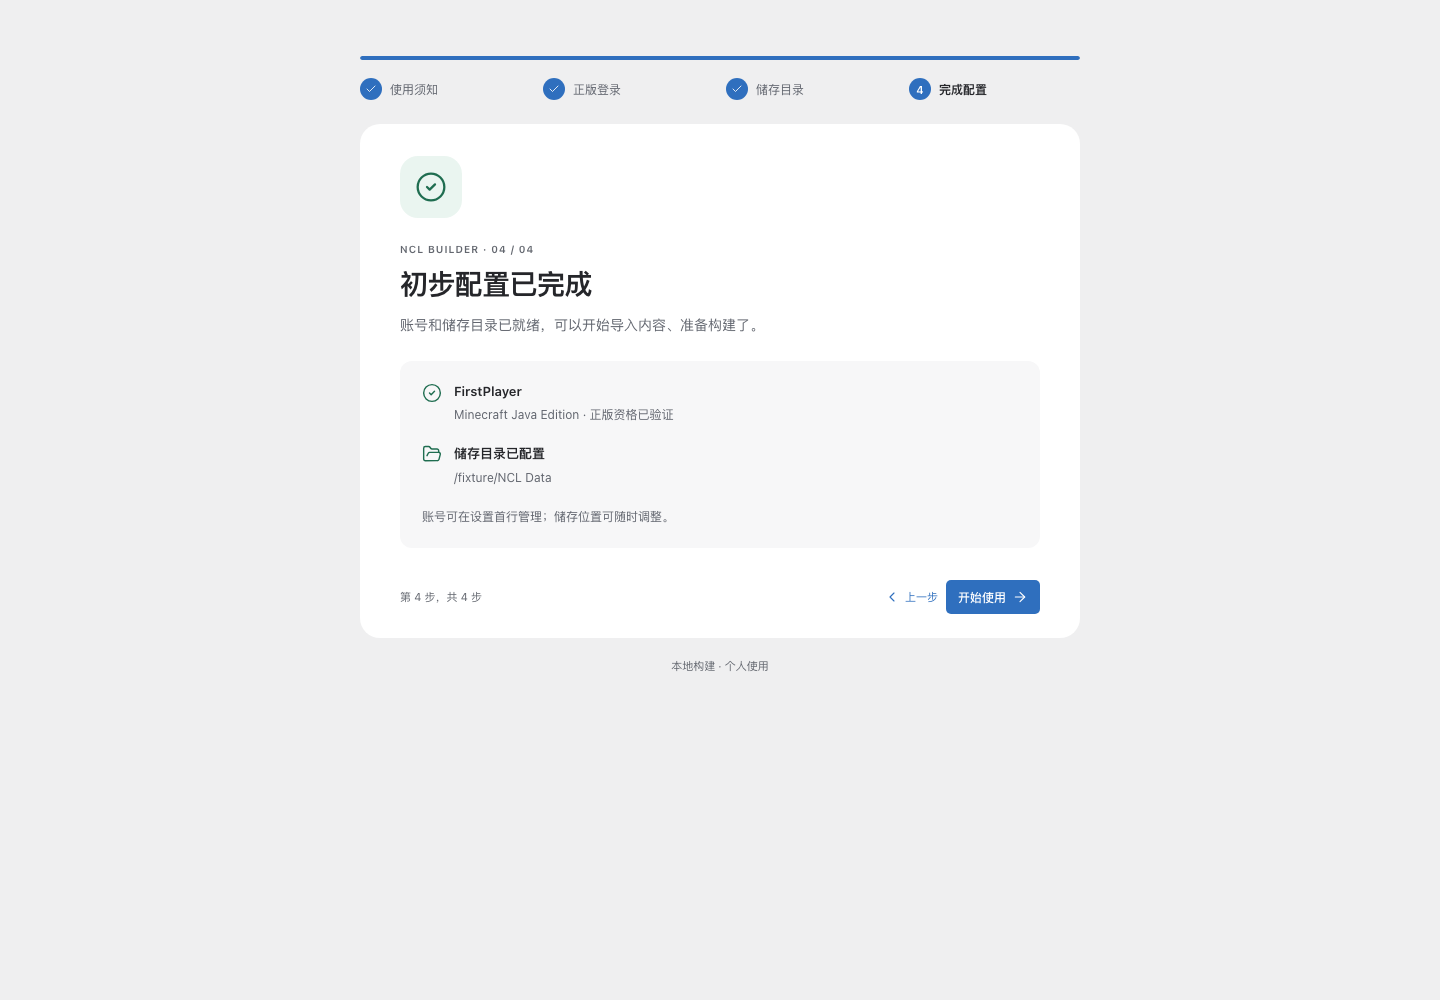 使用须知
正版登录
储存目录
4 完成配置
NCL BUILDER · 04 / 04
初步配置已完成
账号和储存目录已就绪，可以开始导入内容、准备构建了。
FirstPlayer
Minecraft Java Edition · 正版资格已验证
储存目录已配置
/fixture/NCL Data
账号可在设置首行管理；储存位置可随时调整。
第 4 步，共 4 步
上一步
开始使用
本地构建 · 个人使用